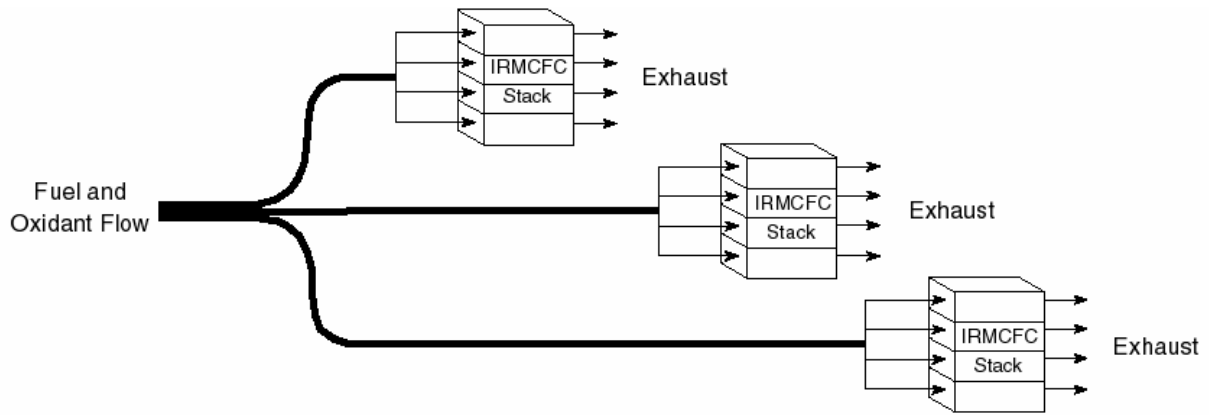 IRMCFC
Stack
Exhaust
Fuel and
Oxidant Flow
IRMCFC
Stack
Exhaust
IRMCFC
Stack
Exhaust